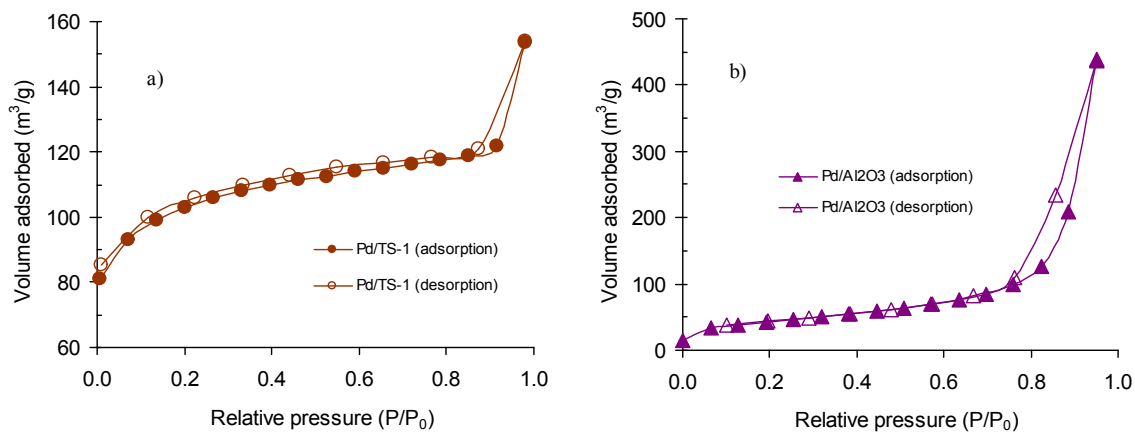 a)
Volume adsorbed (m³/g)
160
140
120
100
80
60
Pd/TS-1 (adsorption)
Pd/TS-1 (desorption)
0.0 0.2 0.4 0.6 0.8 1.0
Relative pressure (P/P₀)
b)
Volume adsorbed (m³/g)
500
400
300
200
100
0
Pd/Al2O3 (adsorption)
Pd/Al2O3 (desorption)
0.0 0.2 0.4 0.6 0.8 1.0
Relative pressure (P/P₀)